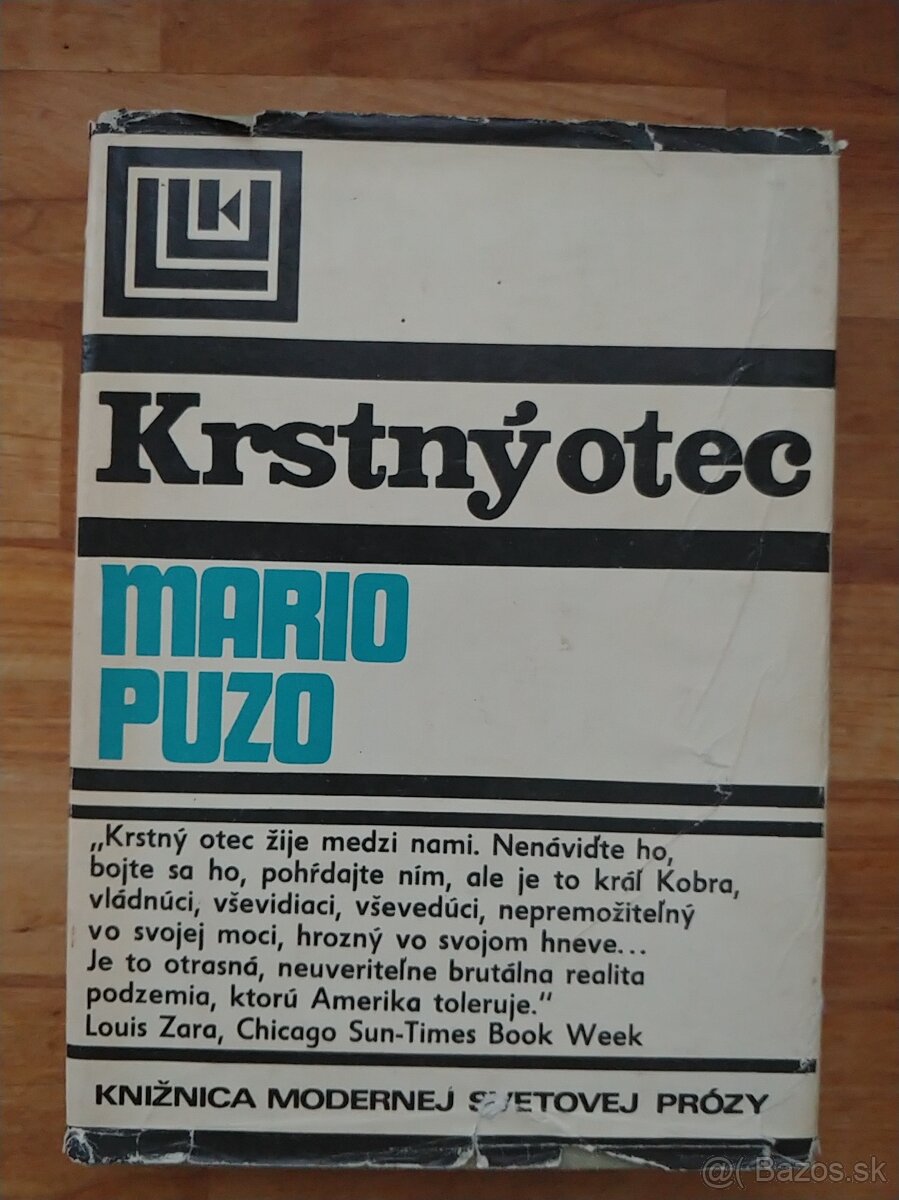 Krstný otec
MARIO
PUZO
„Krstný otec žije medzi nami. Nenáviďte ho,
bojte sa ho, pohŕdajte ním, ale je to kráľ Kobra,
vládnúci, vševidiaci, vševedúci, nepremožiteľný
vo svojej moci, hrozný vo svojom hneve...
Je to otrasná, neuveriteľne brutálna realita
podzemia, ktorú Amerika toleruje.“
Louis Zara, Chicago Sun-Times Book Week
KNIŽNICA MODERNEJ SVETOVEJ PRÓZY
@( Bazos.sk